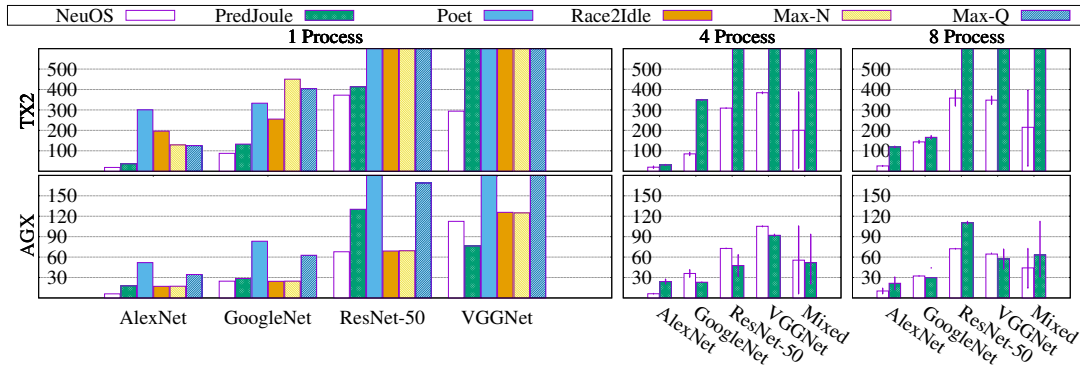 NeuOS PredJoule Poet Race2Idle Max-N Max-Q
1 Process 4 Process 8 Process
TX2
500 500 500
400 400 400
300 300 300
200 200 200
100 100 100
AGX
150 150 150
120 120 120
90 90 90
60 60 60
30 30 30
AlexNet GoogleNet ResNet-50 VGGNet
AlexNet GoogleNet ResNet-50 VGGNet Mixed
AlexNet GoogleNet ResNet-50 VGGNet Mixed